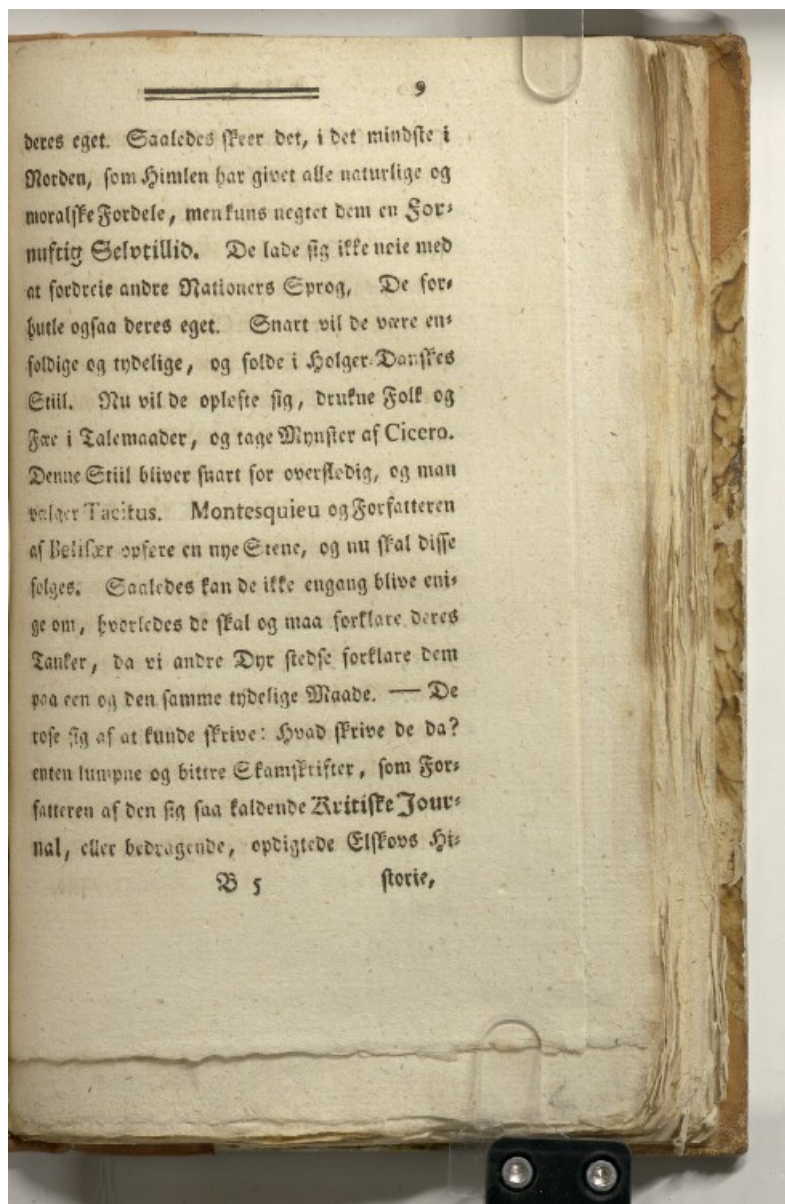 9
deres eget. Saaledes skeer det, i det mindste i
Norden, som Himlen har givet alle naturlige og
moralske Fordele, men kuns negtet dem en For⸗
nuftig Selvtillid. De lade sig ikke nøie med
at fordreie andre Nationers Sprog, De for⸗
hutle ogsaa deres eget. Snart vil de være en⸗
foldige og tydelige, og folde i Holger Danskes
Stiil. Nu vil de opløfte sig, drukne Folk og
Fæe i Talemaader, og tage Mynster af Cicero.
Denne Stiil bliver snart for overflødig, og man
vælger Tacitus. Montesquieu og Forfatteren
af Belisær opføre en nye Stene, og nu skal disse
følges. Saaledes kan de ikke engang blive eni⸗
ge om, hvorledes de skal og maa forklare deres
Tanker, da vi andre Dyr stedse forklare dem
paa een og den samme tydelige Maade. — De
rose sig af at kunde skrive: Hvad skrive de da?
enten lumpne og bittre Skamskrifter, som For⸗
fatteren af den sig saa kaldende Kritiske Jour⸗
nal, eller bedragende, opdigtede Elskovs Hi⸗
B 5 storie,